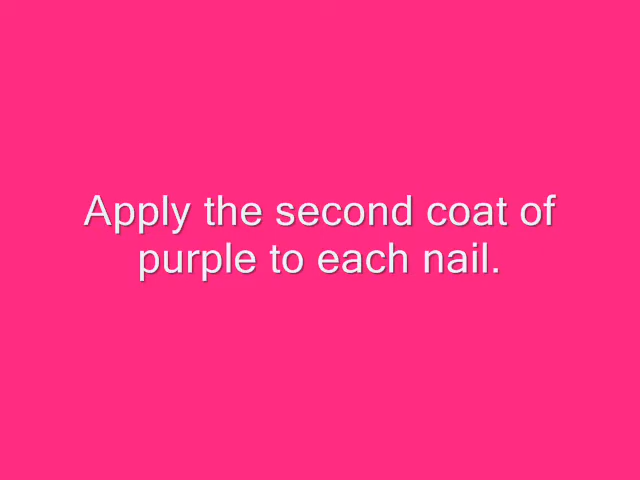 Apply the second coat of
purple to each nail.